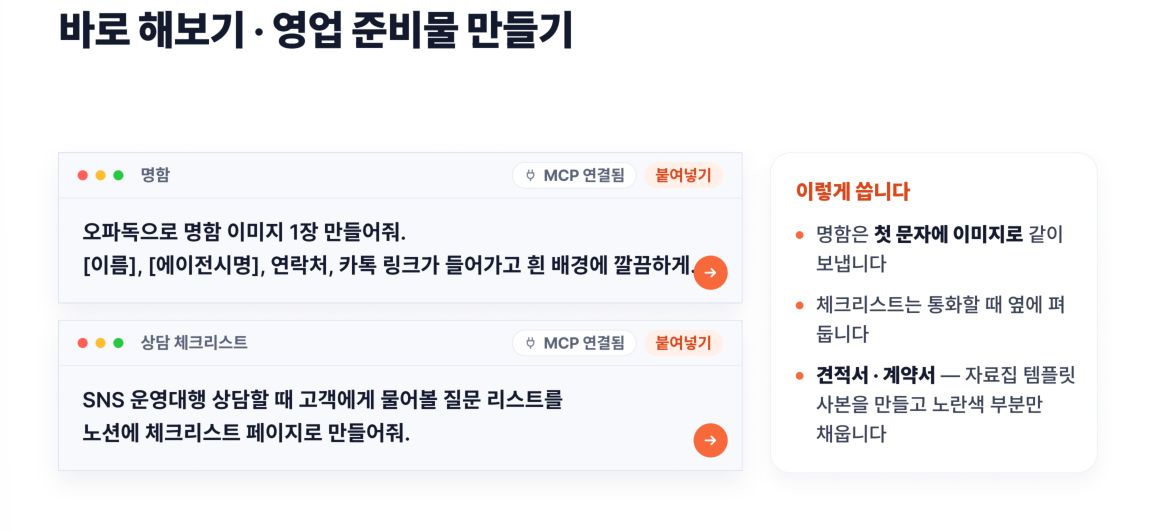 바로 해보기 · 영업 준비물 만들기
명함
MCP 연결됨
붙여넣기
오파독으로 명함 이미지 1장 만들어줘.
[이름], [에이전시명], 연락처, 카톡 링크가 들어가고 흰 배경에 깔끔하게.
상담 체크리스트
MCP 연결됨
붙여넣기
SNS 운영대행 상담할 때 고객에게 물어볼 질문 리스트를
노션에 체크리스트 페이지로 만들어줘.
이렇게 씁니다
명함은 첫 문자에 이미지로 같이
보냅니다
체크리스트는 통화할 때 옆에 펴
둡니다
견적서 · 계약서 — 자료집 템플릿
사본을 만들고 노란색 부분만
채웁니다